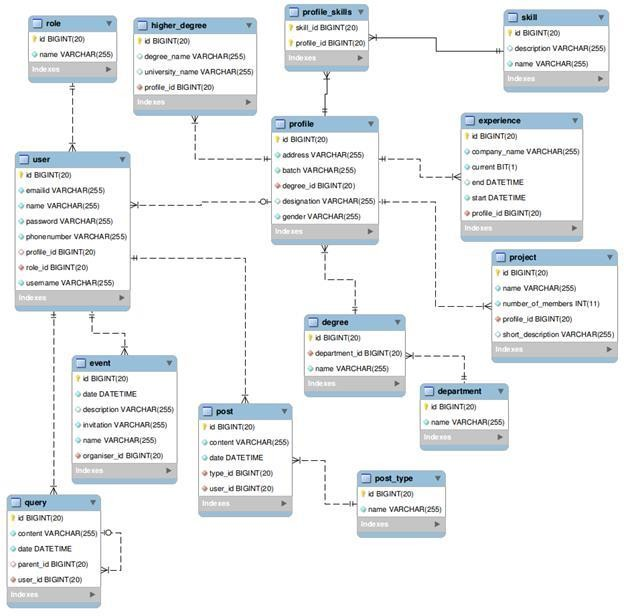 role
id BIGINT(20)
name VARCHAR(255)
Indexes
higher_degree
id BIGINT(20)
degree_name VARCHAR(255)
university_name VARCHAR(255)
profile_id BIGINT(20)
Indexes
profile_skills
skill_id BIGINT(20)
profile_id BIGINT(20)
Indexes
skill
id BIGINT(20)
description VARCHAR(255)
name VARCHAR(255)
Indexes
user
id BIGINT(20)
emailid VARCHAR(255)
name VARCHAR(255)
password VARCHAR(255)
phonenumber VARCHAR(255)
profile_id BIGINT(20)
role_id BIGINT(20)
username VARCHAR(255)
Indexes
profile
id BIGINT(20)
address VARCHAR(255)
batch VARCHAR(255)
degree_id BIGINT(20)
designation VARCHAR(255)
gender VARCHAR(255)
Indexes
experience
id BIGINT(20)
company_name VARCHAR(255)
current BIT(1)
end DATETIME
start DATETIME
profile_id BIGINT(20)
Indexes
project
id BIGINT(20)
name VARCHAR(255)
number_of_members INT(11)
profile_id BIGINT(20)
short_description VARCHAR(255)
Indexes
degree
id BIGINT(20)
department_id BIGINT(20)
name VARCHAR(255)
Indexes
event
id BIGINT(20)
date DATETIME
description VARCHAR(255)
invitation VARCHAR(255)
name VARCHAR(255)
organiser_id BIGINT(20)
Indexes
post
id BIGINT(20)
content VARCHAR(255)
date DATETIME
type_id BIGINT(20)
user_id BIGINT(20)
Indexes
department
id BIGINT(20)
name VARCHAR(255)
Indexes
post_type
id BIGINT(20)
name VARCHAR(255)
Indexes
query
id BIGINT(20)
content VARCHAR(255)
date DATETIME
parent_id BIGINT(20)
user_id BIGINT(20)
Indexes